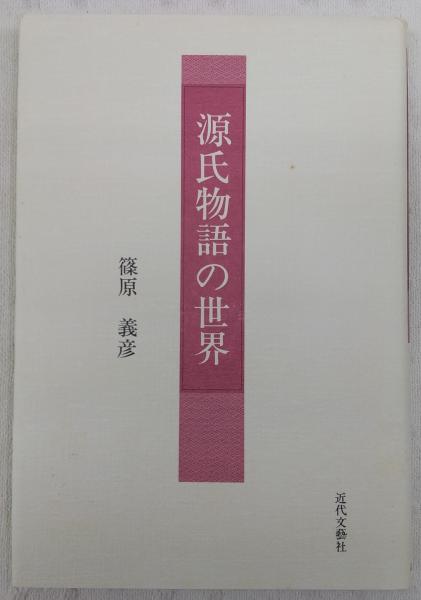 源氏物語の世界
篠原 義彦
近代文藝社